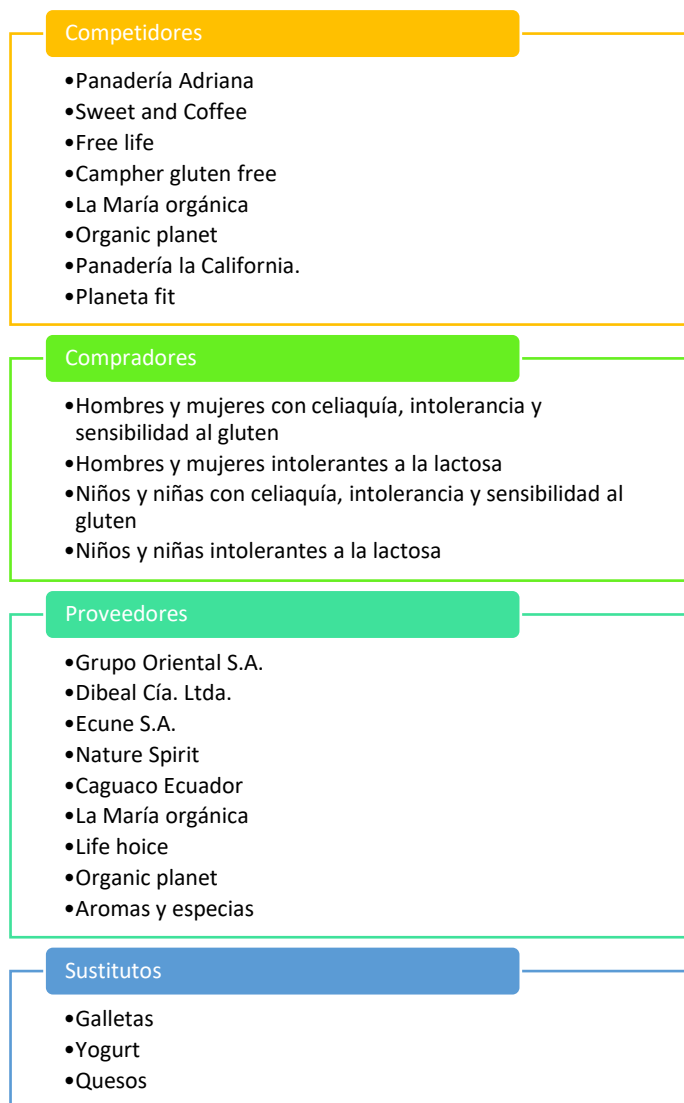 Competidores
•Panadería Adriana
•Sweet and Coffee
•Free life
•Campher gluten free
•La María orgánica
•Organic planet
•Panadería la California.
•Planeta fit
Compradores
•Hombres y mujeres con celiaquía, intolerancia y
sensibilidad al gluten
•Hombres y mujeres intolerantes a la lactosa
•Niños y niñas con celiaquía, intolerancia y sensibilidad al
gluten
•Niños y niñas intolerantes a la lactosa
Proveedores
•Grupo Oriental S.A.
•Dibeal Cía. Ltda.
•Ecune S.A.
•Nature Spirit
•Caguaco Ecuador
•La María orgánica
•Life hoice
•Organic planet
•Aromas y especias
Sustitutos
•Galletas
•Yogurt
•Quesos